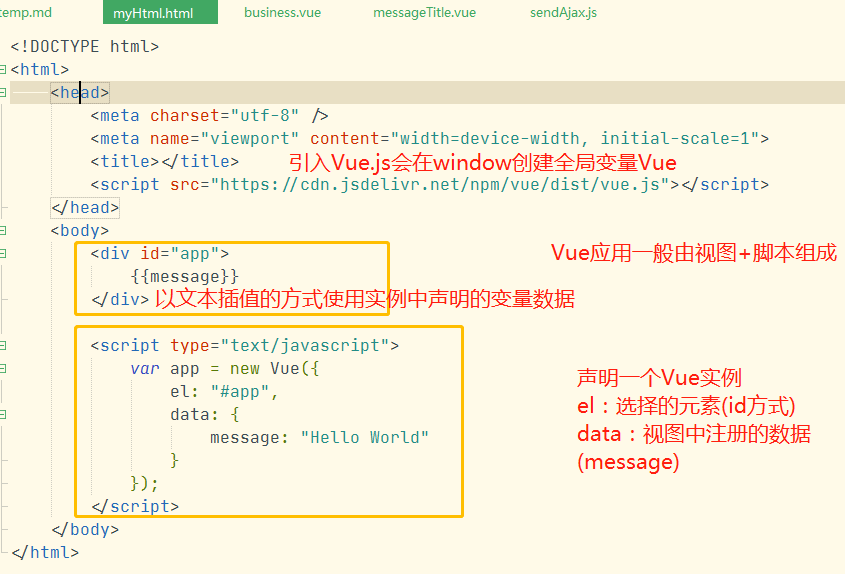 temp.md myHtml.html business.vue messageTitle.vue sendAjax.js
<!DOCTYPE html>
<html>
<head>
<meta charset="utf-8" />
<meta name="viewport" content="width=device-width, initial-scale=1">
<title></title> 引入Vue.js会在window创建全局变量Vue
<script src="https://cdn.jsdelivr.net/npm/vue/dist/vue.js"></script>
</head>
<body>
<div id="app"> Vue应用一般由视图+脚本组成
{{message}}
</div> 以文本插值的方式使用实例中声明的变量数据
<script type="text/javascript">
var app = new Vue({
el: "#app",
data: {
message: "Hello World"
}
});
</script>
声明一个Vue实例
el：选择的元素(id方式)
data：视图中注册的数据
(message)
</body>
</html>